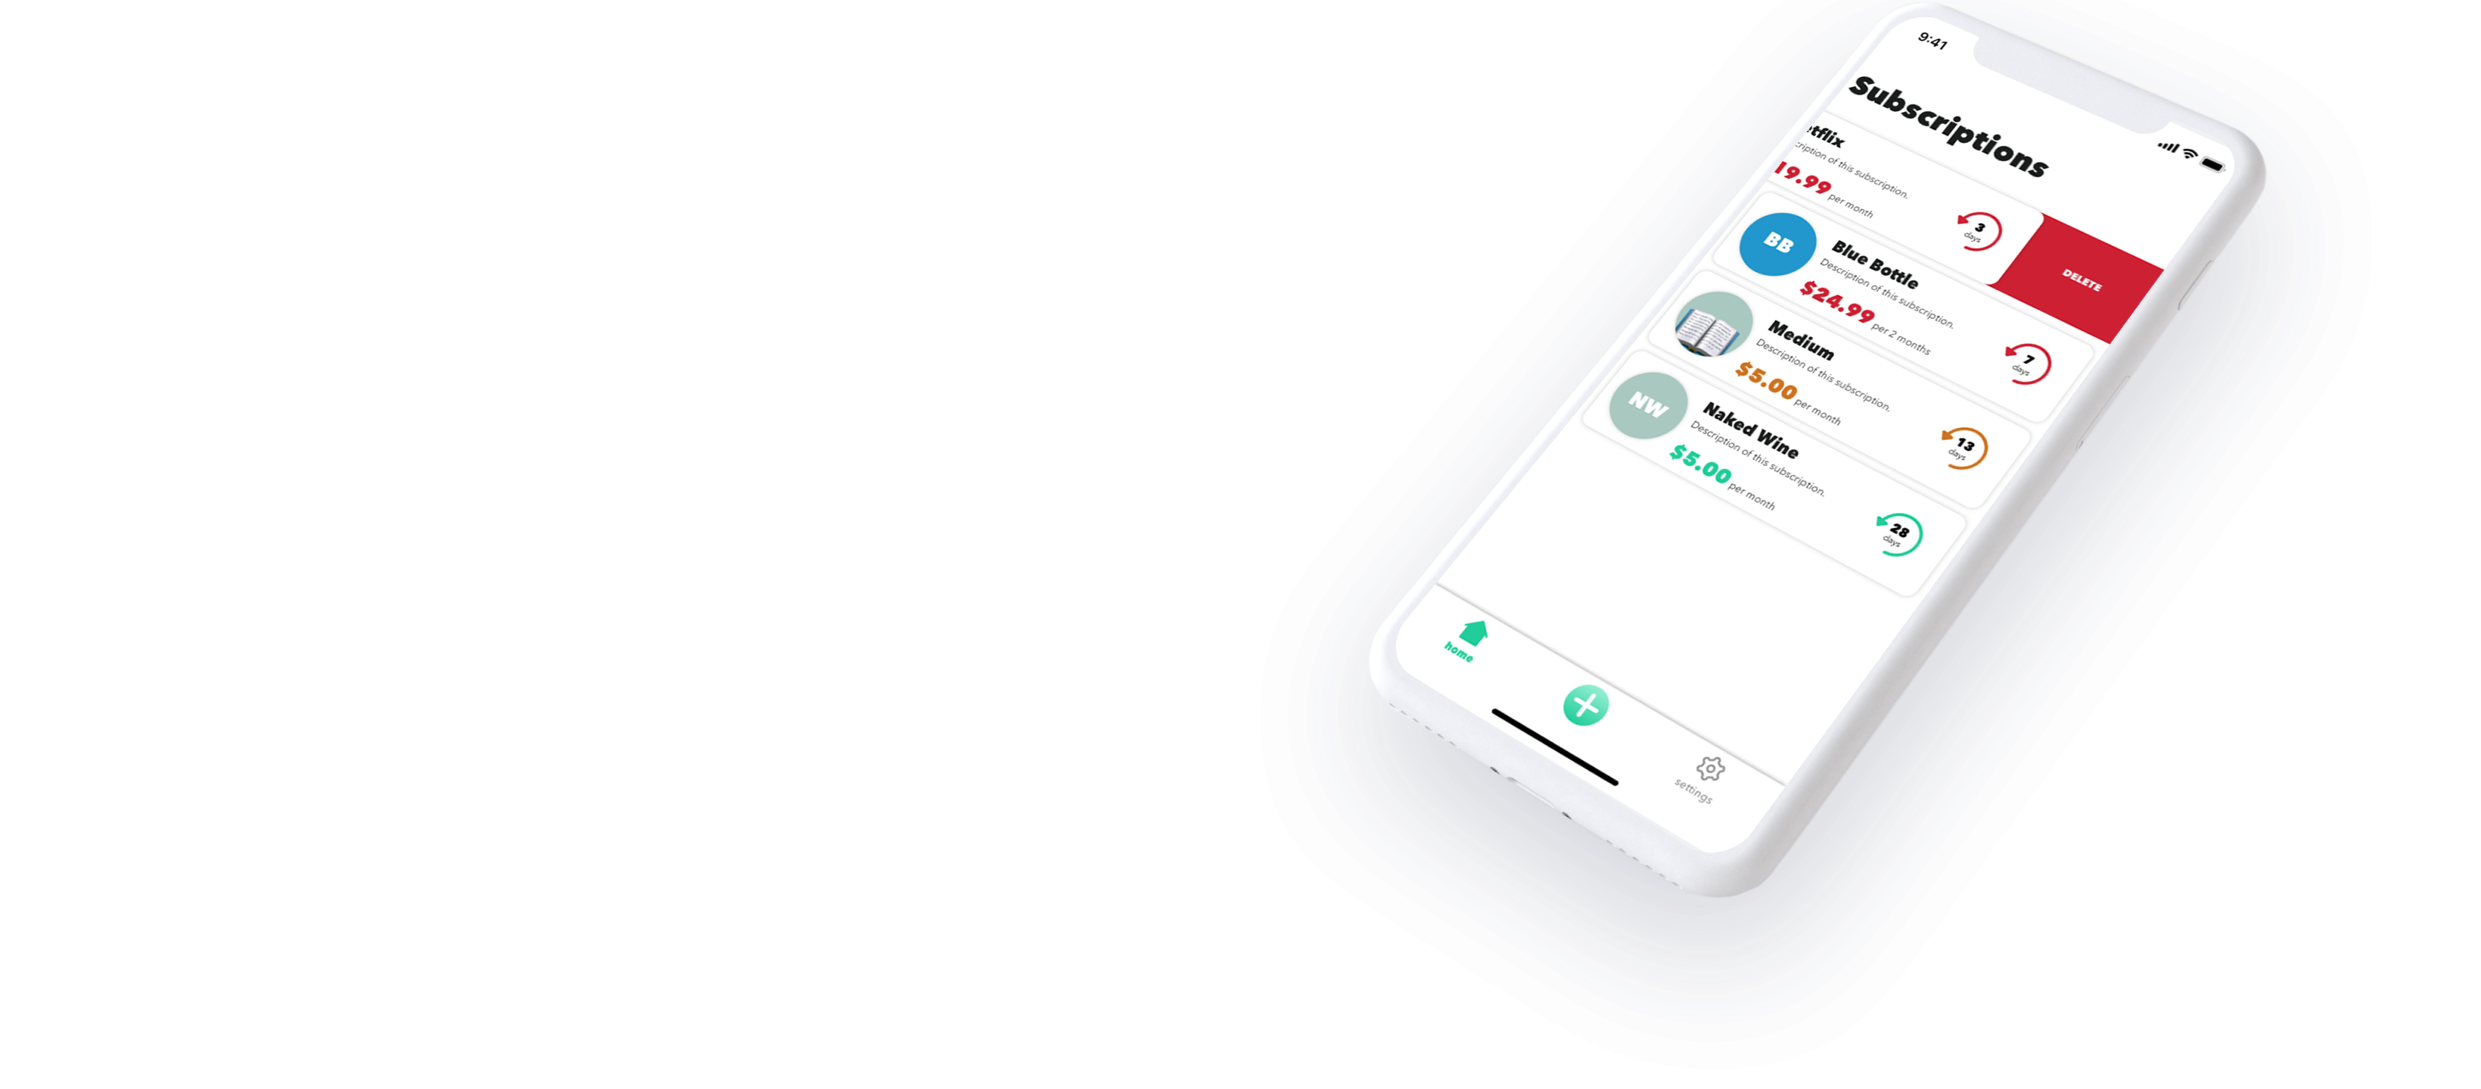 9:41
Subscriptions
tflix
cription of this subscription.
19.99 per month
3
days
DELETE
BB
Blue Bottle
Description of this subscription.
$24.99 per 2 months
7
days
Medium
Description of this subscription.
$5.00 per month
13
days
NW
Naked Wine
Description of this subscription.
$5.00 per month
28
days
home
settings